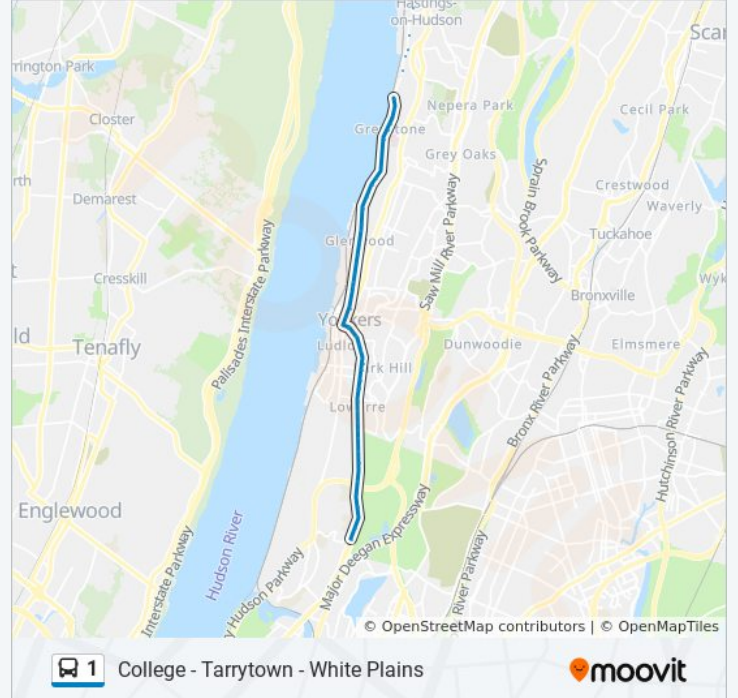 Hastings-
on-Hudson
Scar
rrington Park
Nepera Park
Closter
Cecil Park
Greystone
Grey Oaks
rth
Demarest
Crestwood
Waverly
Sprain Brook Parkway
Saw Mill River Parkway
Tuckahoe
Glenwood
Palisades Interstate Parkway
t
Cresskill
Wyk
Bronxville
Yonkers
ld
Tenafly
Ludlow
Dunwoodie
Elmsmere
Park Hill
Bronx River Parkway
Hutchinson River Parkway
Lowerre
Englewood
Hudson River
Major Deegan Expressway
Interstate Parkway
y Hudson Parkway
River Parkway
© OpenStreetMap contributors | © OpenMapTiles
1 College - Tarrytown - White Plains
moovit